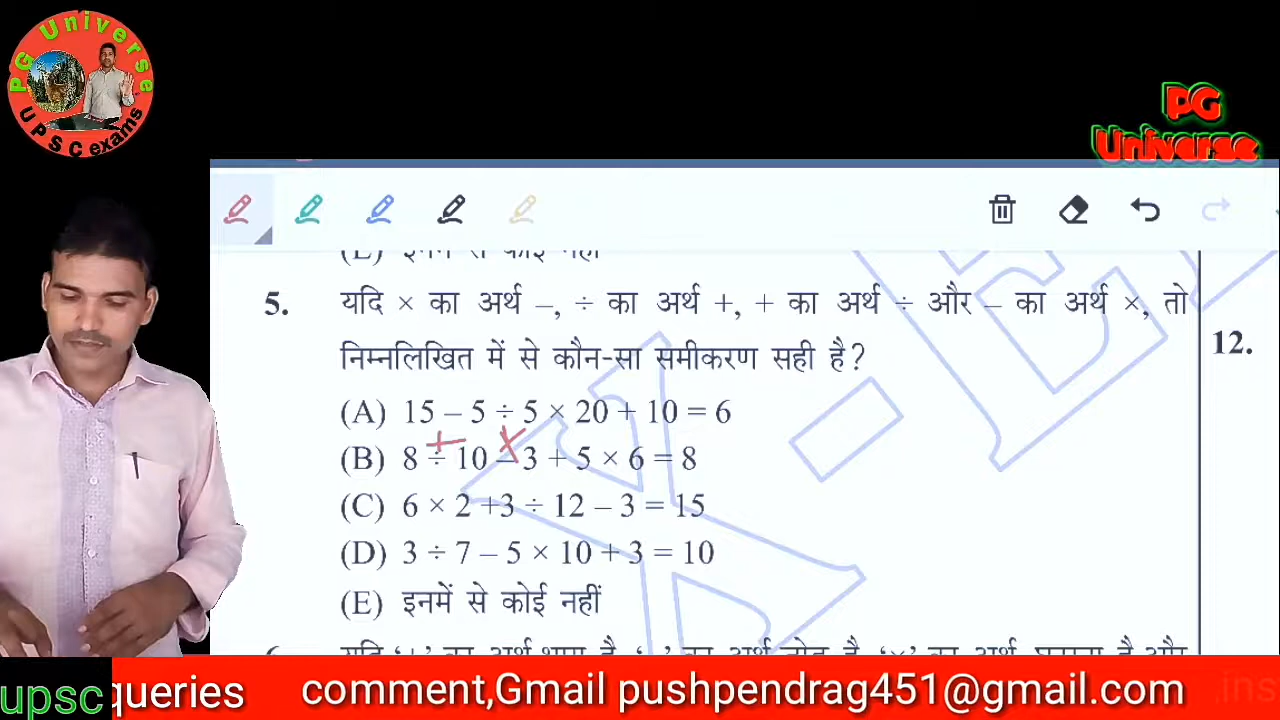 PG Universe
UPSC exams
PG
Universe
(E) इनमें से कोई नहीं
5. यदि × का अर्थ –, ÷ का अर्थ +, + का अर्थ ÷ और – का अर्थ ×, तो
निम्नलिखित में से कौन-सा समीकरण सही है?
12.
(A) 15 – 5 ÷ 5 × 20 + 10 = 6
+ ×
(B) 8 ÷ 10 – 3 + 5 × 6 = 8
(C) 6 × 2 +3 ÷ 12 – 3 = 15
(D) 3 ÷ 7 – 5 × 10 + 3 = 10
(E) इनमें से कोई नहीं
upsc queries comment,Gmail pushpendrag451@gmail.com